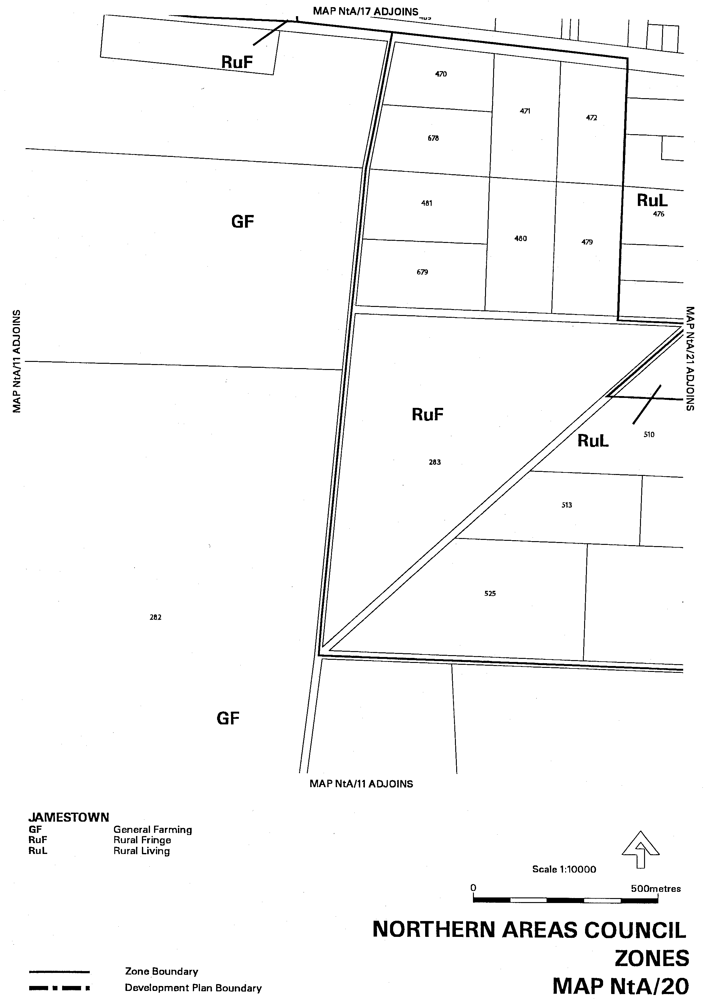 MAP NtA/17 ADJOINS
RuF
470
471
472
678
RuL
476
481
GF
480
479
679
MAP NtA/11 ADJOINS
MAP NtA/21 ADJOINS
RuF
510
RuL
283
513
525
282
GF
MAP NtA/11 ADJOINS
JAMESTOWN
GF General Farming
RuF Rural Fringe
RuL Rural Living
Scale 1:10000
0 500metres
NORTHERN AREAS COUNCIL
ZONES
MAP NtA/20
Zone Boundary
Development Plan Boundary